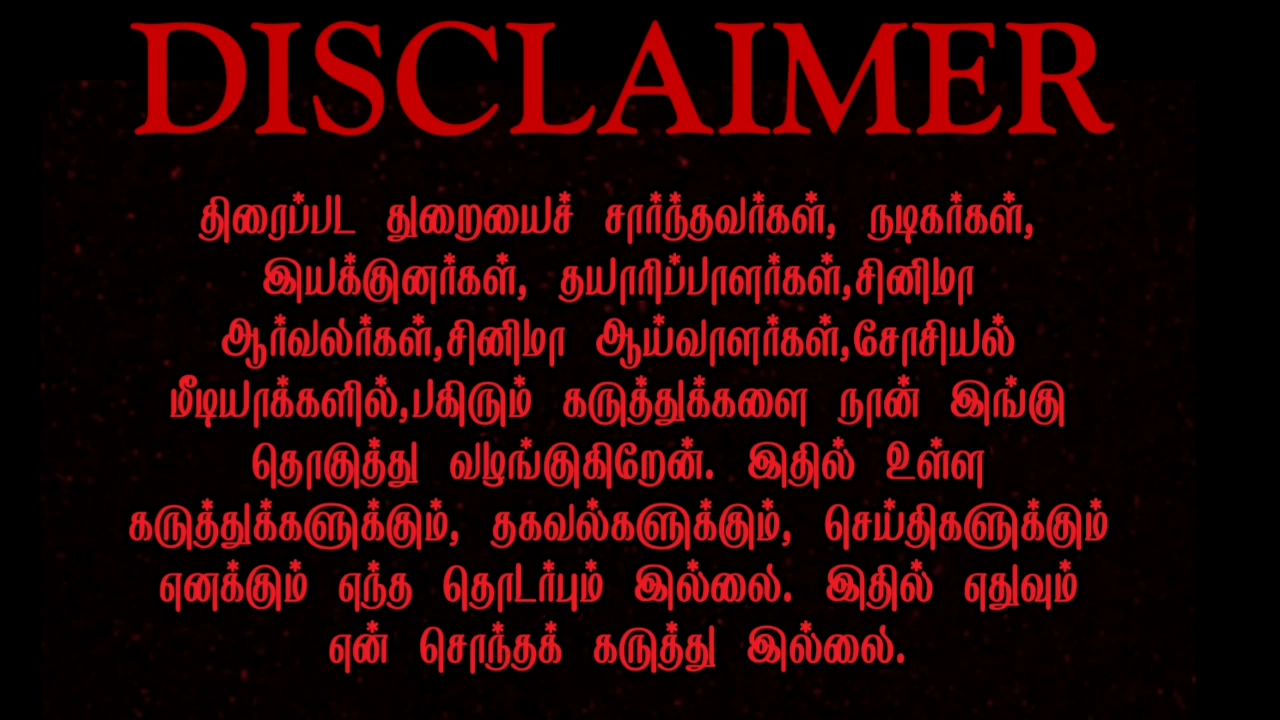 DISCLAIMER
திரைப்பட துறையைச் சார்ந்தவர்கள், நடிகர்கள்,
இயக்குனர்கள், தயாரிப்பாளர்கள்,சினிமா
ஆர்வலர்கள்,சினிமா ஆய்வாளர்கள்,சோசியல்
மீடியாக்களில்,பகிரும் கருத்துக்களை நான் இங்கு
தொகுத்து வழங்குகிறேன். இதில் உள்ள
கருத்துக்களுக்கும், தகவல்களுக்கும், செய்திகளுக்கும்
எனக்கும் எந்த தொடர்பும் இல்லை. இதில் எதுவும்
என் சொந்தக் கருத்து இல்லை.